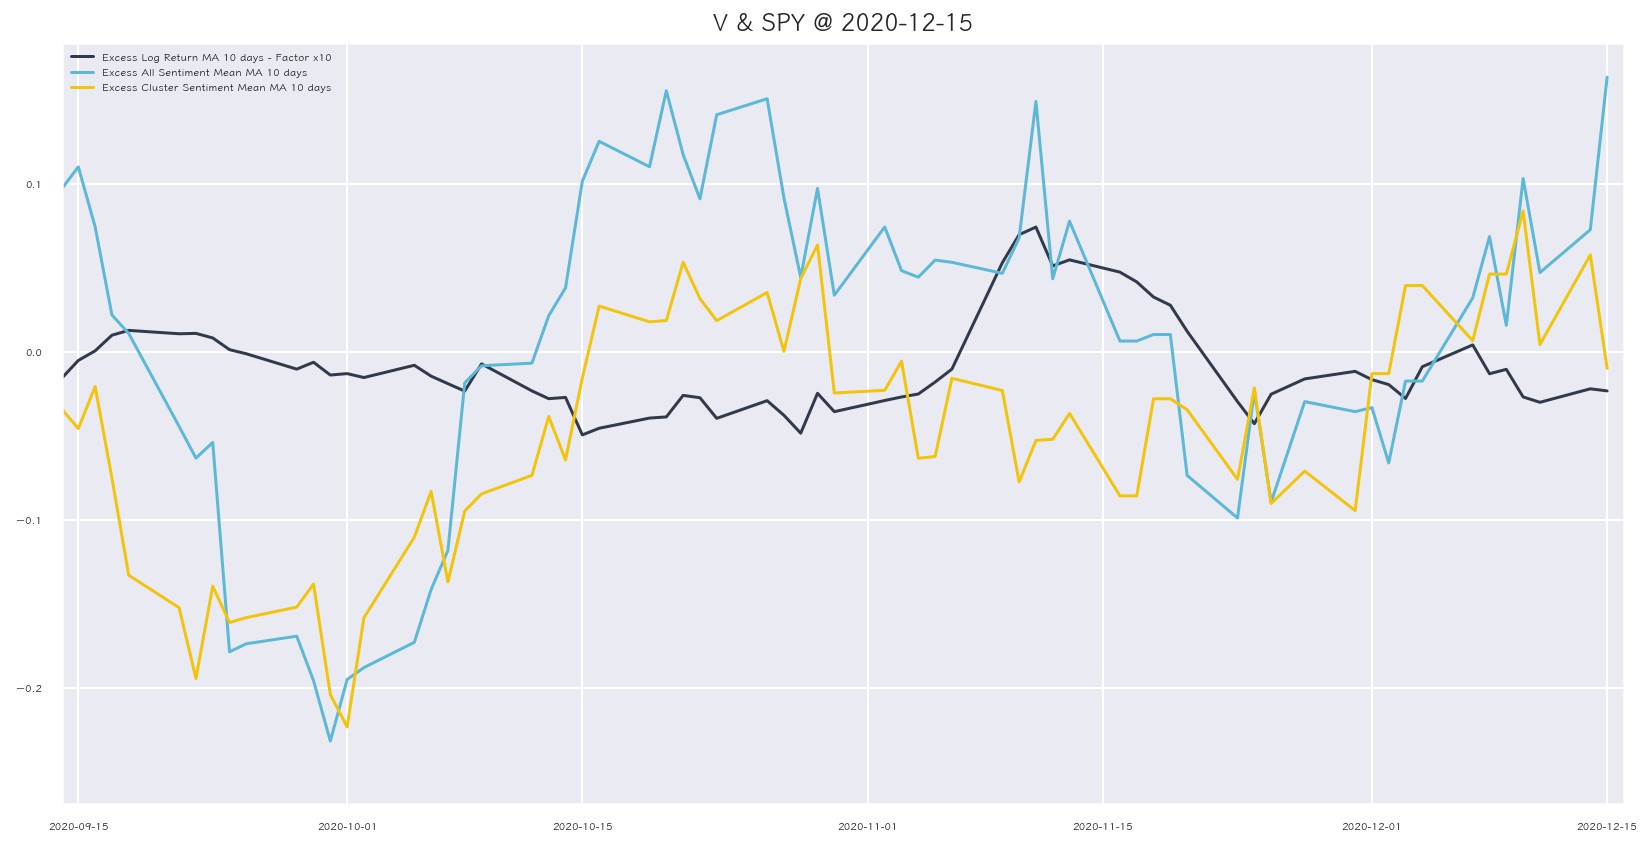 V & SPY @ 2020-12-15
Excess Log Return MA 10 days - Factor x10
Excess All Sentiment Mean MA 10 days
Excess Cluster Sentiment Mean MA 10 days
0.1
0.0
−0.1
−0.2
2020-09-15 2020-10-01 2020-10-15 2020-11-01 2020-11-15 2020-12-01 2020-12-15